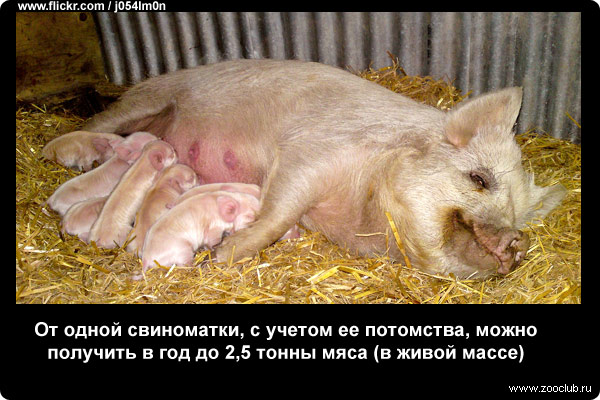 www.flickr.com / j054lm0n
От одной свиноматки, с учетом ее потомства, можно
получить в год до 2,5 тонны мяса (в живой массе)
www.zooclub.ru